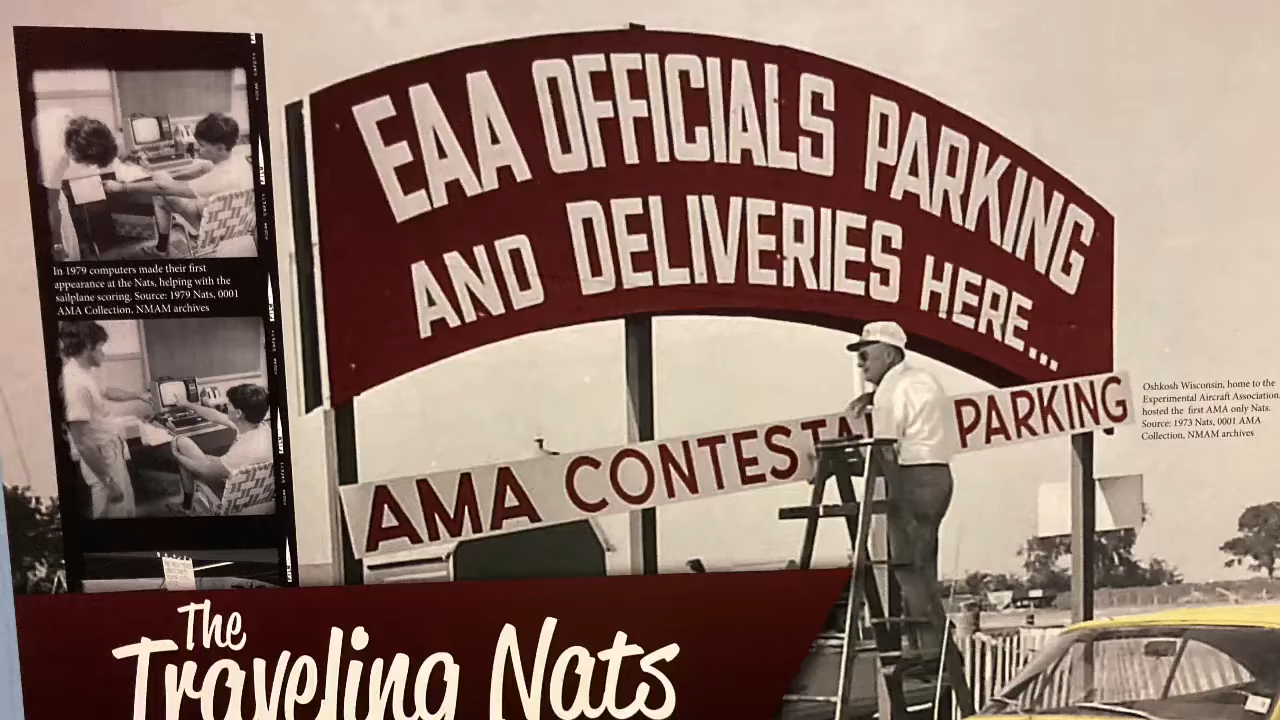 EAA OFFICIALS PARKING
AND DELIVERIES HERE...
AMA CONTESTA
PARKING
In 1979 computers made their first
appearance at the Nats, helping with the
sailplane scoring. Source: 1979 Nats, 0001
AMA Collection, NMAM archives
Oshkosh Wisconsin, home to the
Experimental Aircraft Association,
hosted the first AMA only Nats.
Source: 1973 Nats, 0001 AMA
Collection, NMAM archives
The
Traveling Nats